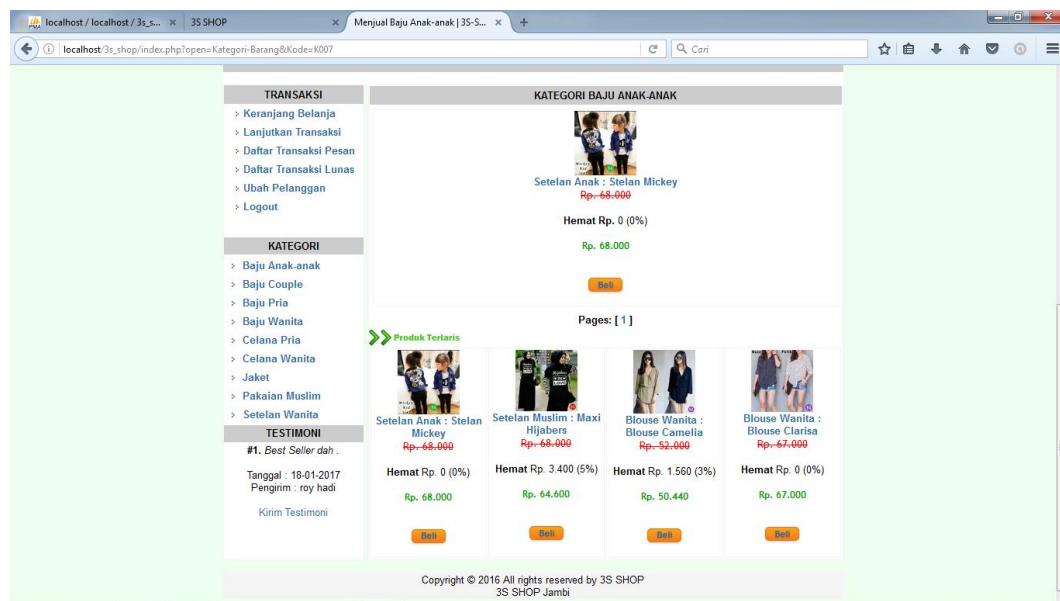 localhost / localhost / 3s_s...
3S SHOP
Menjual Baju Anak-anak | 3S-S...
localhost/3s_shop/index.php?open=Kategori-Barang&Kode=K007
Cari
TRANSAKSI
Keranjang Belanja
Lanjutkan Transaksi
Daftar Transaksi Pesan
Daftar Transaksi Lunas
Ubah Pelanggan
Logout
KATEGORI
Baju Anak-anak
Baju Couple
Baju Pria
Baju Wanita
Celana Pria
Celana Wanita
Jaket
Pakaian Muslim
Setelan Wanita
TESTIMONI
#1. Best Seller dah .
Tanggal : 18-01-2017
Pengirim : roy hadi
Kirim Testimoni
KATEGORI BAJU ANAK-ANAK
Setelan Anak : Stelan Mickey
Rp. 68.000
Hemat Rp. 0 (0%)
Rp. 68.000
Beli
Pages: [ 1 ]
Produk Terlaris
Setelan Anak : Stelan
Mickey
Rp. 68.000
Hemat Rp. 0 (0%)
Rp. 68.000
Beli
Setelan Muslim : Maxi
Hijabers
Rp. 68.000
Hemat Rp. 3.400 (5%)
Rp. 64.600
Beli
Blouse Wanita :
Blouse Camelia
Rp. 52.000
Hemat Rp. 1.560 (3%)
Rp. 50.440
Beli
Blouse Wanita :
Blouse Clarisa
Rp. 67.000
Hemat Rp. 0 (0%)
Rp. 67.000
Beli
Copyright © 2016 All rights reserved by 3S SHOP
3S SHOP Jambi